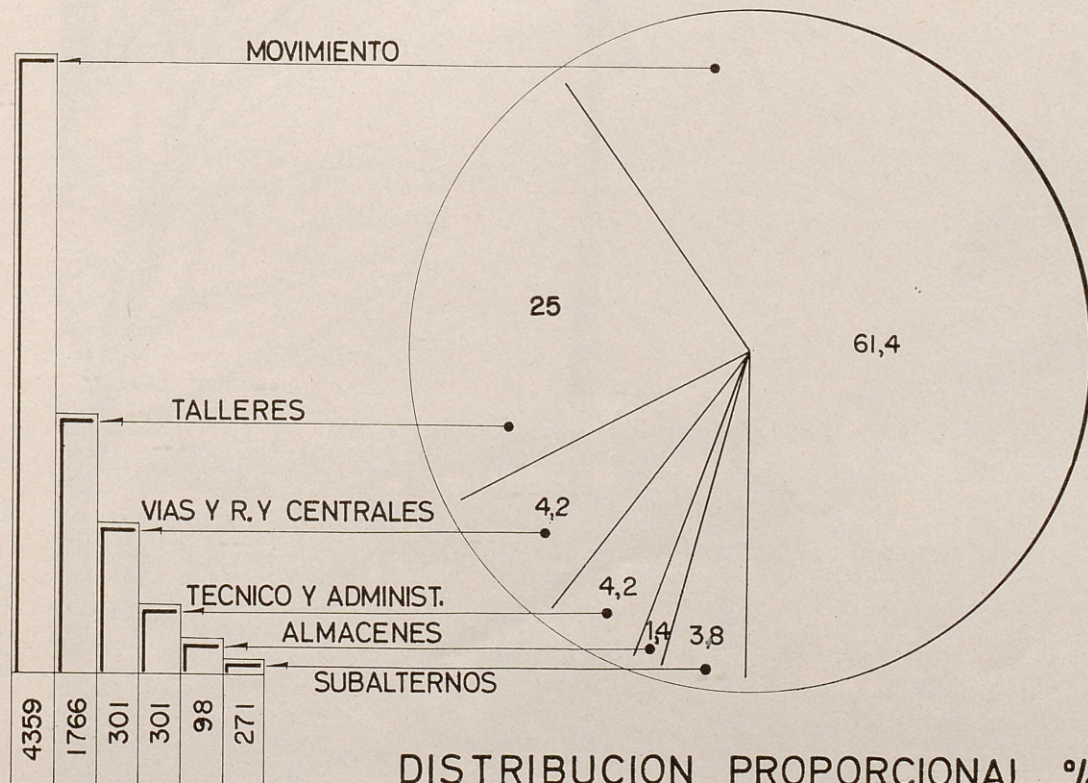 MOVIMIENTO
61,4
25
TALLERES
VIAS Y R. Y CENTRALES
4,2
TECNICO Y ADMINIST.
4,2
ALMACENES
1,4
3,8
SUBALTERNOS
4359
1766
301
301
98
271
DISTRIBUCION PROPORCIONAL %